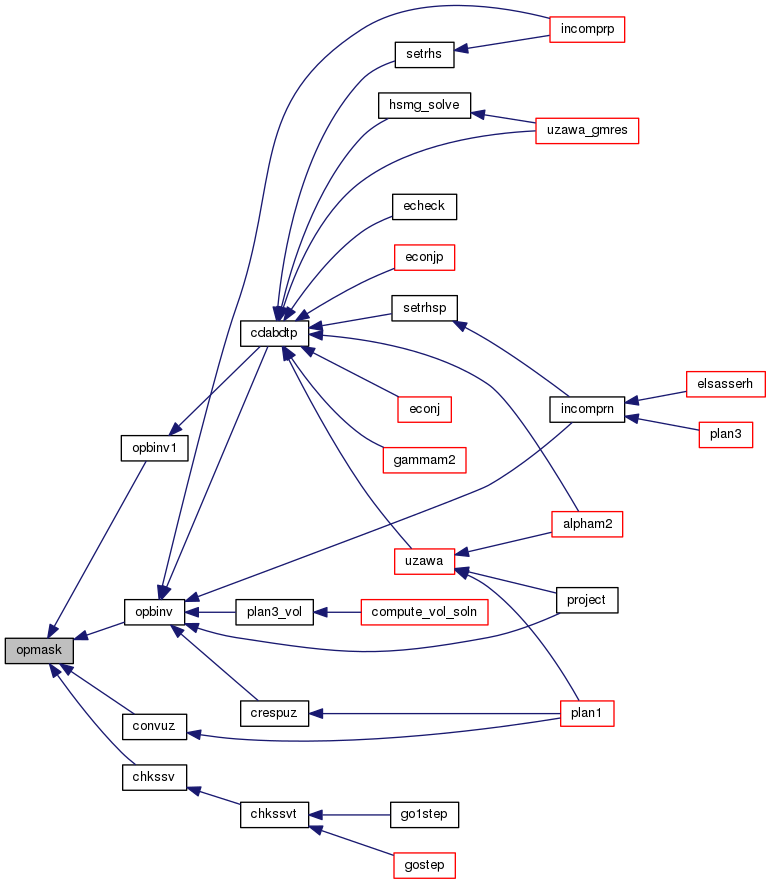 incomprp
setrhs
hsmg_solve
uzawa_gmres
echeck
econjp
setrhsp
cdabdtp
elsasserh
econj
incomprn
plan3
opbinv1
gammam2
alpham2
uzawa
project
opbinv
plan3_vol
compute_vol_soln
opmask
crespuz
plan1
convuz
chkssv
chkssvt
go1step
gostep